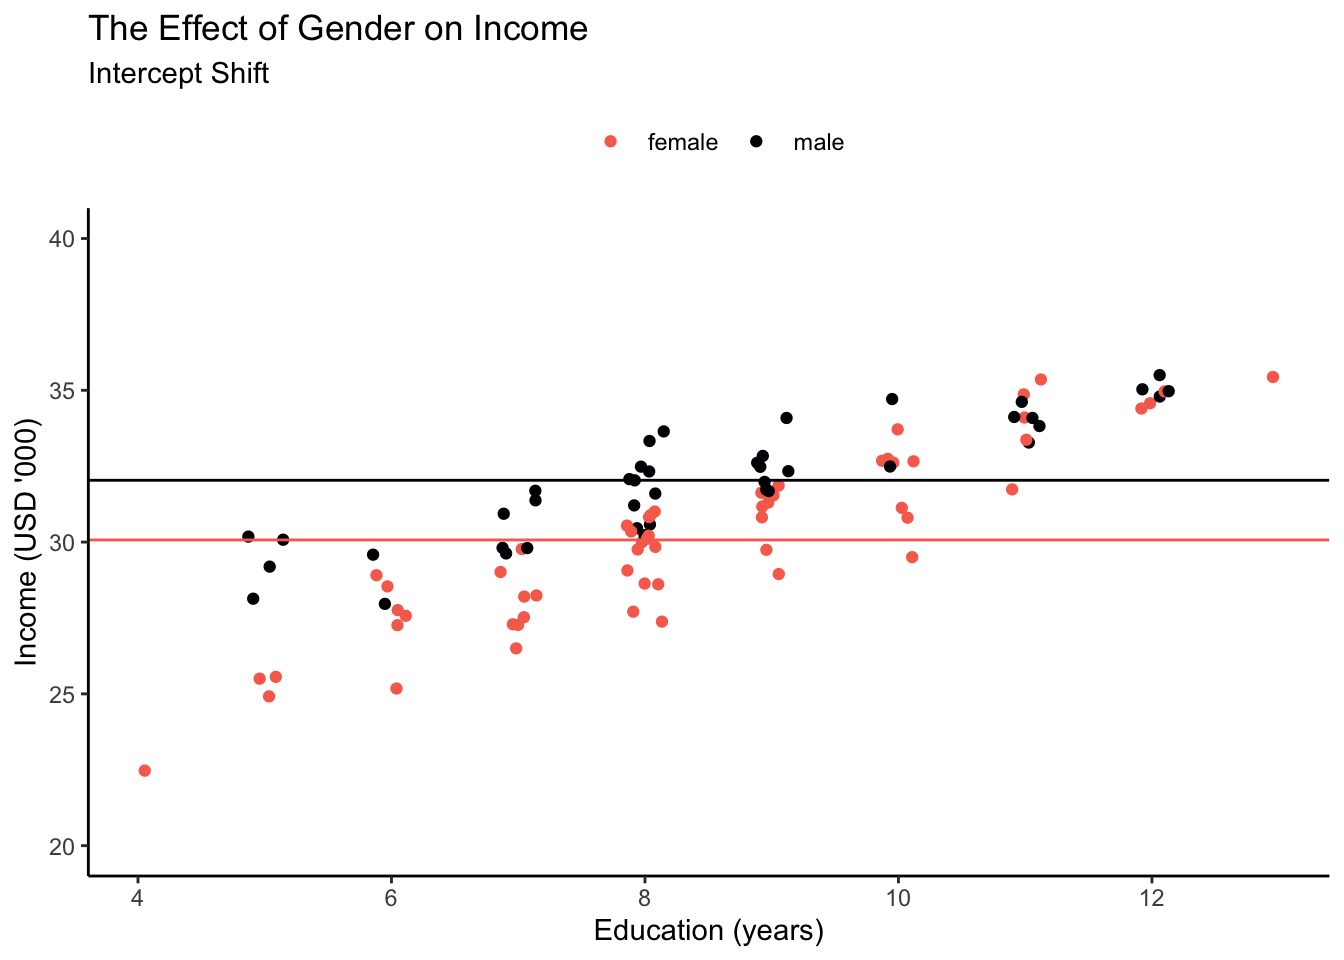 The Effect of Gender on Income
Intercept Shift
female male
40
35
30
25
20
Income (USD '000)
4 6 8 10 12
Education (years)